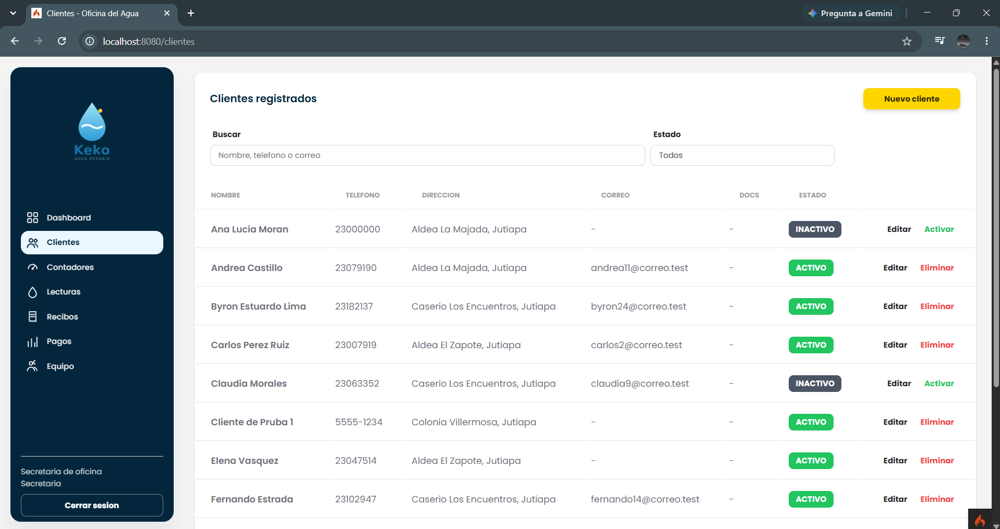 Clientes - Oficina del Agua
Pregunta a Gemini
localhost:8080/clientes
Keko
AGUA POTABLE
Dashboard
Clientes
Contadores
Lecturas
Recibos
Pagos
Equipo
Secretaria de oficina
Secretaria
Cerrar sesion
Clientes registrados
Nuevo cliente
Buscar Estado
Nombre, telefono o correo Todos
NOMBRE TELEFONO DIRECCION CORREO DOCS ESTADO
Ana Lucia Moran 23000000 Aldea La Majada, Jutiapa - - INACTIVO Editar Activar
Andrea Castillo 23079190 Aldea La Majada, Jutiapa andrea11@correo.test - ACTIVO Editar Eliminar
Byron Estuardo Lima 23182137 Caserio Los Encuentros, Jutiapa byron24@correo.test - ACTIVO Editar Eliminar
Carlos Perez Ruiz 23007919 Aldea El Zapote, Jutiapa carlos2@correo.test - ACTIVO Editar Eliminar
Claudia Morales 23063352 Caserio Los Encuentros, Jutiapa claudia9@correo.test - INACTIVO Editar Activar
Cliente de Pruba 1 5555-1234 Colonia Villermosa, Jutiapa - - ACTIVO Editar Eliminar
Elena Vasquez 23047514 Aldea El Zapote, Jutiapa - - ACTIVO Editar Eliminar
Fernando Estrada 23102947 Caserio Los Encuentros, Jutiapa fernando14@correo.test - ACTIVO Editar Eliminar